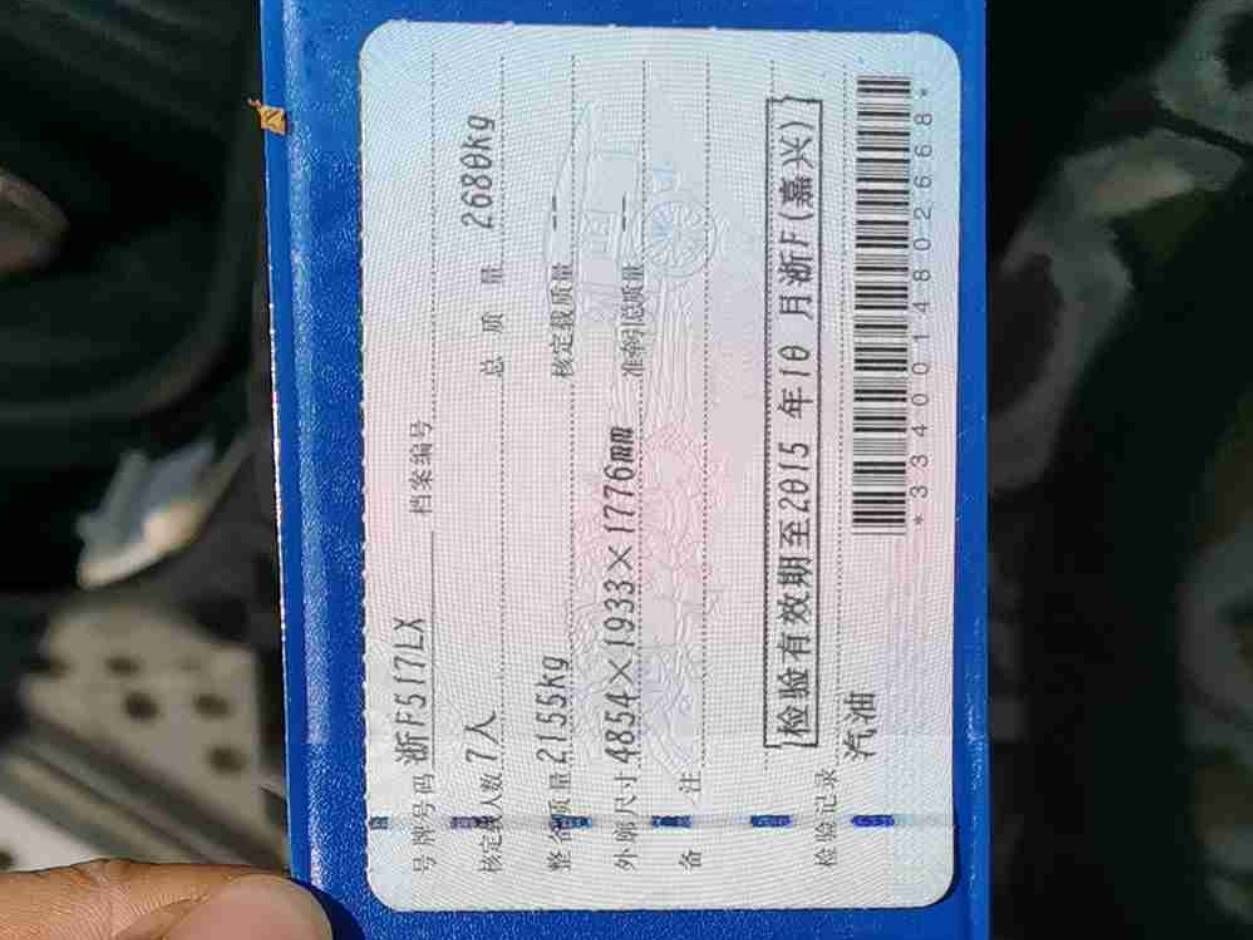 号牌号码 浙F517LX 档案编号
核定载人数 7人 总质量 2680kg
整备质量 2155kg 核定载质量 --
外廓尺寸 4854×1933×1776mm 准牵引总质量 --
备注
检验有效期至2015年10月浙F(嘉兴)
检验记录
汽油
*3340014802668*